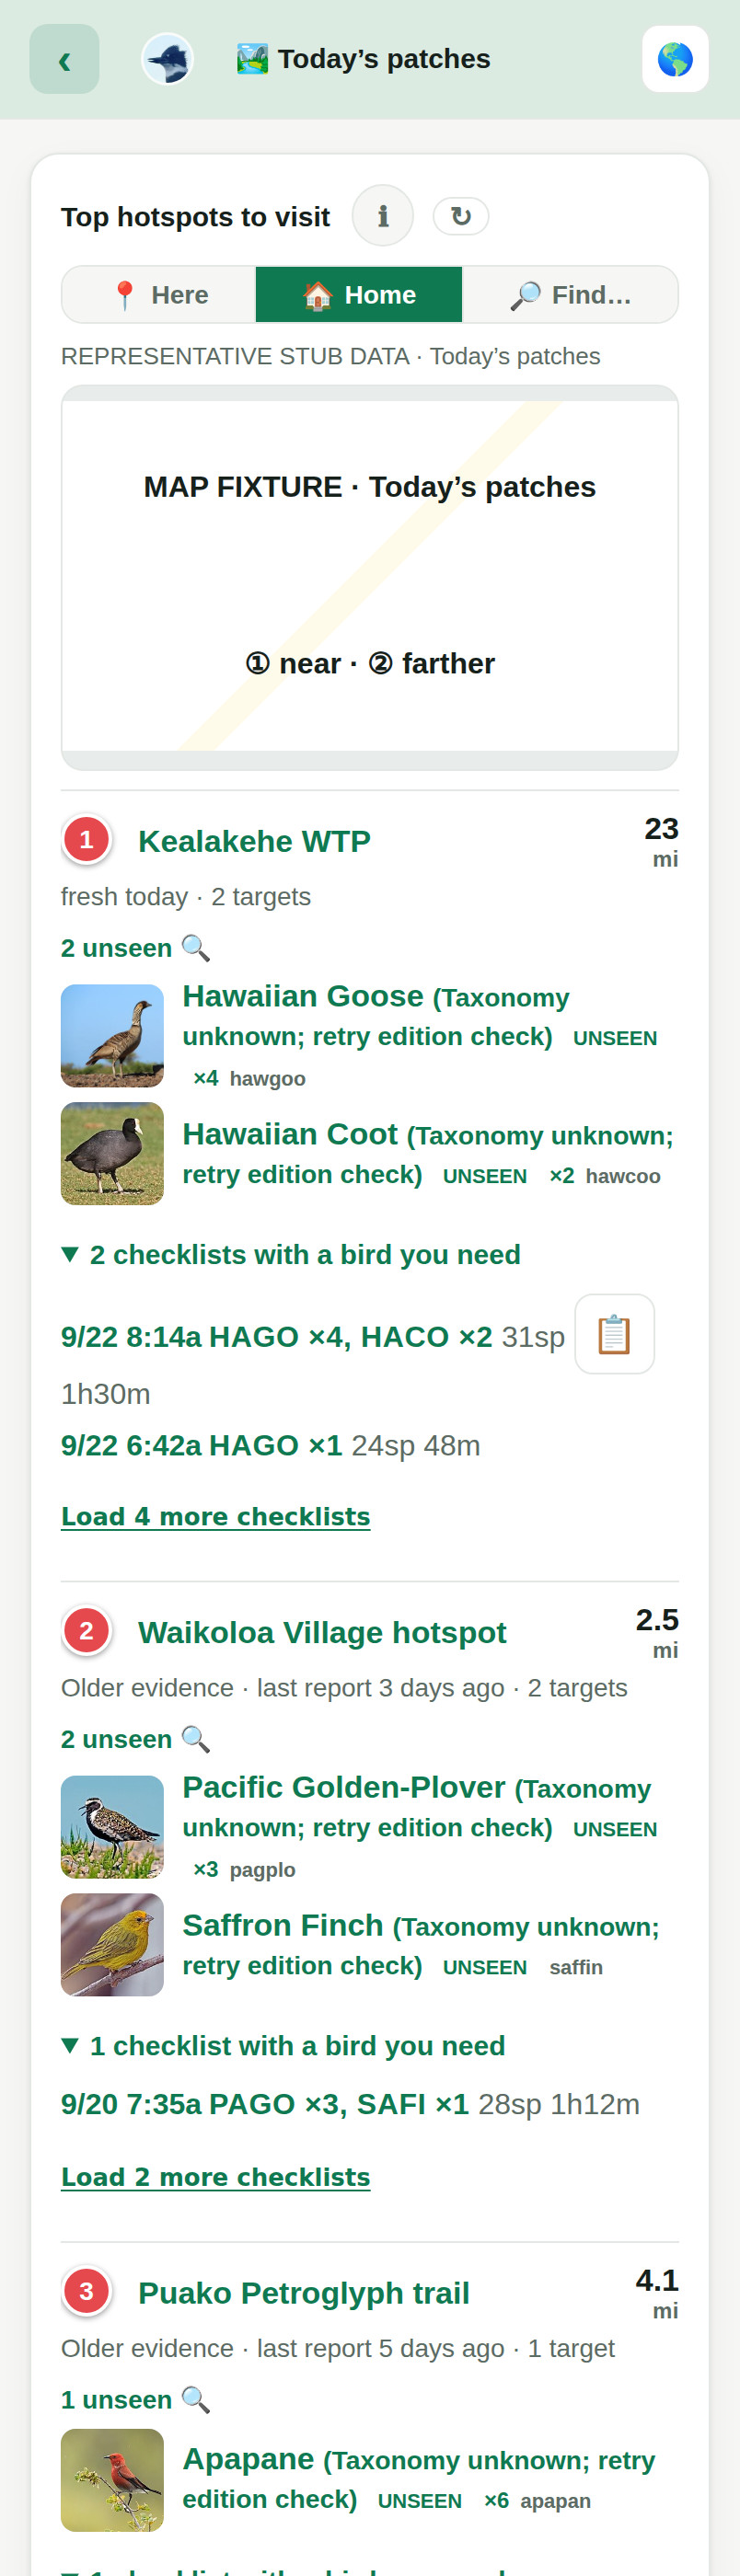 ‹ 🏞️ Today’s patches 🌎
Top hotspots to visit ℹ ↻
📍 Here 🏠 Home 🔎 Find…
REPRESENTATIVE STUB DATA · Today’s patches
MAP FIXTURE · Today’s patches
① near · ② farther
1 Kealakehe WTP 23
mi
fresh today · 2 targets
2 unseen 🔍
Hawaiian Goose (Taxonomy
unknown; retry edition check) UNSEEN
×4 hawgoo
Hawaiian Coot (Taxonomy unknown;
retry edition check) UNSEEN ×2 hawcoo
▼ 2 checklists with a bird you need
9/22 8:14a HAGO ×4, HACO ×2 31sp 📋
1h30m
9/22 6:42a HAGO ×1 24sp 48m
Load 4 more checklists
2 Waikoloa Village hotspot 2.5
mi
Older evidence · last report 3 days ago · 2 targets
2 unseen 🔍
Pacific Golden-Plover (Taxonomy
unknown; retry edition check) UNSEEN
×3 pagplo
Saffron Finch (Taxonomy unknown;
retry edition check) UNSEEN saffin
▼ 1 checklist with a bird you need
9/20 7:35a PAGO ×3, SAFI ×1 28sp 1h12m
Load 2 more checklists
3 Puako Petroglyph trail 4.1
mi
Older evidence · last report 5 days ago · 1 target
1 unseen 🔍
Apapane (Taxonomy unknown; retry
edition check) UNSEEN ×6 apapan